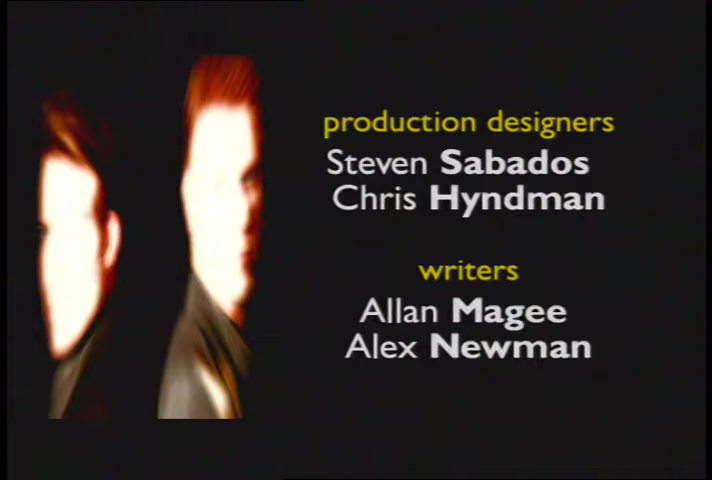 production designers
Steven Sabados
Chris Hyndman
writers
Allan Magee
Alex Newman